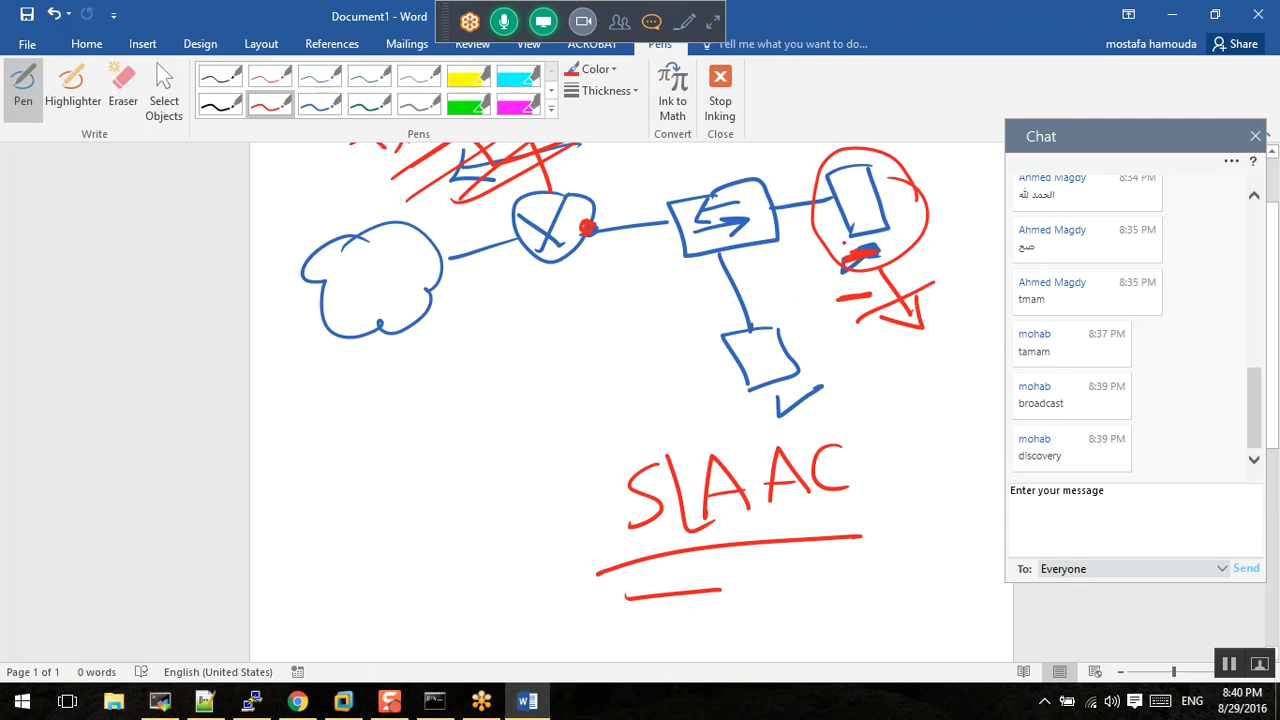 Document1 - Word
File
Home
Insert
Design
Layout
References
Mailings
Review
View
ACROBAT
Pens
Tell me what you want to do...
mostafa hamouda
Share
Pen
Highlighter
Eraser
Select Objects
Write
Pens
Color
Thickness
Ink to Math
Convert
Stop Inking
Close
SLAAC
Chat
Ahmed Magdy 8:34 PM
الحمد لله
Ahmed Magdy 8:35 PM
صح
Ahmed Magdy 8:35 PM
tmam
mohab 8:37 PM
tamam
mohab 8:39 PM
broadcast
mohab 8:39 PM
discovery
Enter your message
To: Everyone
Send
Page 1 of 1
0 words
English (United States)
ENG
8:40 PM
8/29/2016